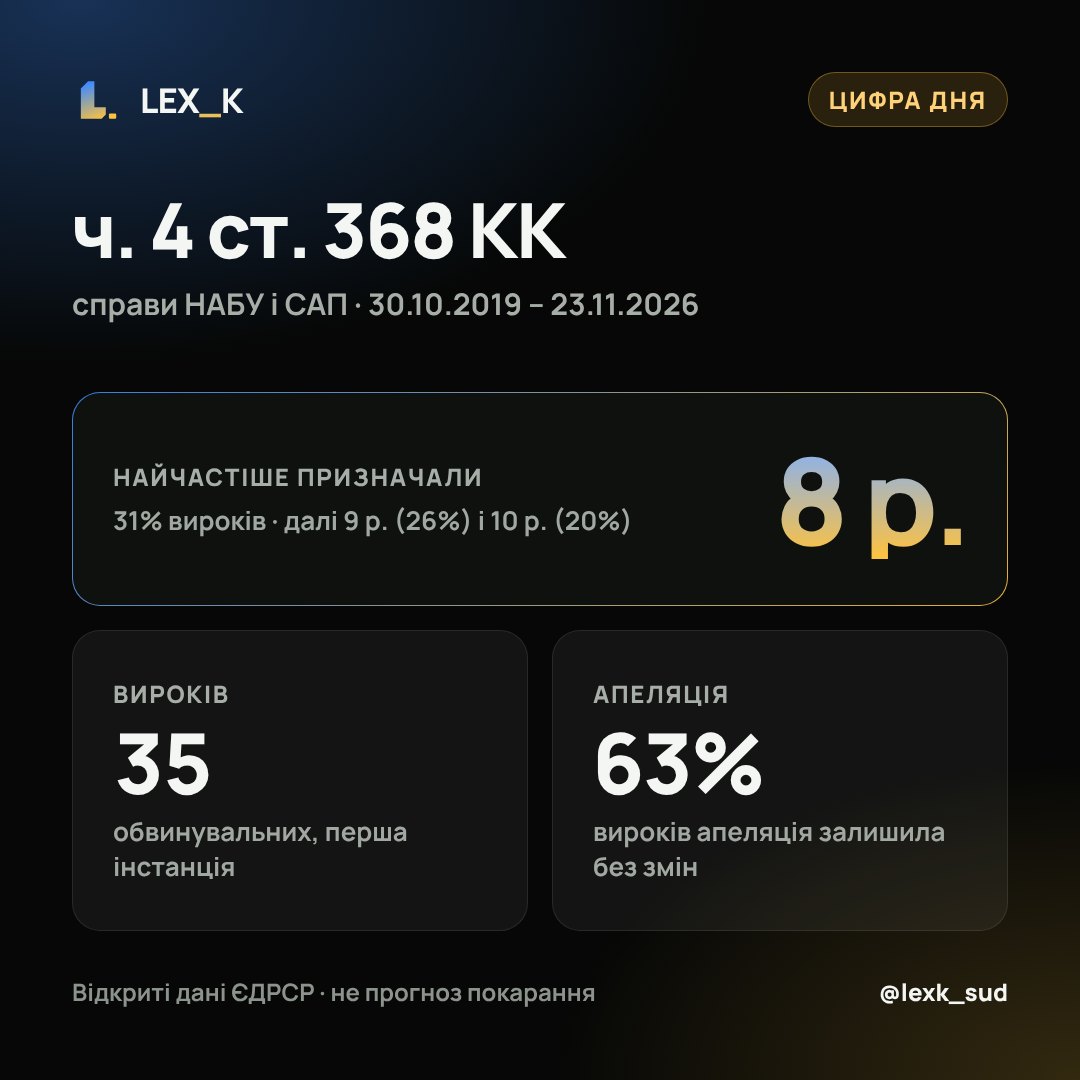 LEX_K
ЦИФРА ДНЯ
ч. 4 ст. 368 КК
справи НАБУ і САП · 30.10.2019 – 23.11.2026
НАЙЧАСТІШЕ ПРИЗНАЧАЛИ
31% вироків · далі 9 р. (26%) і 10 р. (20%)
8 р.
ВИРОКІВ
35
обвинувальних, перша
інстанція
АПЕЛЯЦІЯ
63%
вироків апеляція залишила
без змін
Відкриті дані ЄДРСР · не прогноз покарання
@lexk_sud